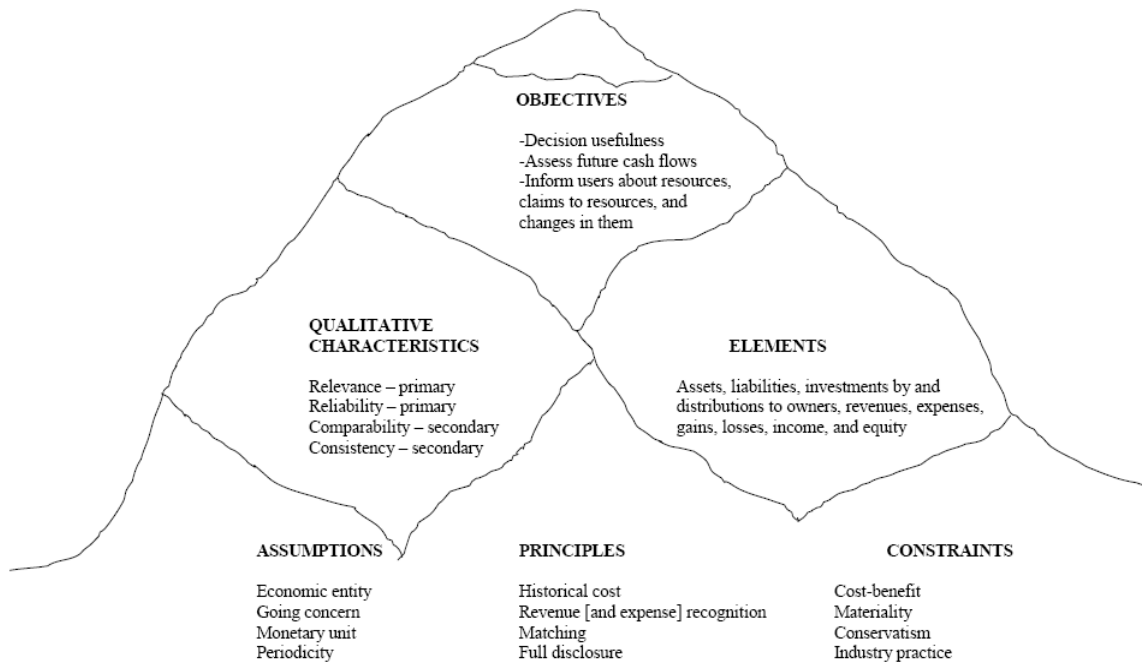 OBJECTIVES
-Decision usefulness
-Assess future cash flows
-Inform users about resources,
claims to resources, and
changes in them
QUALITATIVE
CHARACTERISTICS
Relevance – primary
Reliability – primary
Comparability – secondary
Consistency – secondary
ELEMENTS
Assets, liabilities, investments by and
distributions to owners, revenues, expenses,
gains, losses, income, and equity
ASSUMPTIONS
Economic entity
Going concern
Monetary unit
Periodicity
PRINCIPLES
Historical cost
Revenue [and expense] recognition
Matching
Full disclosure
CONSTRAINTS
Cost-benefit
Materiality
Conservatism
Industry practice